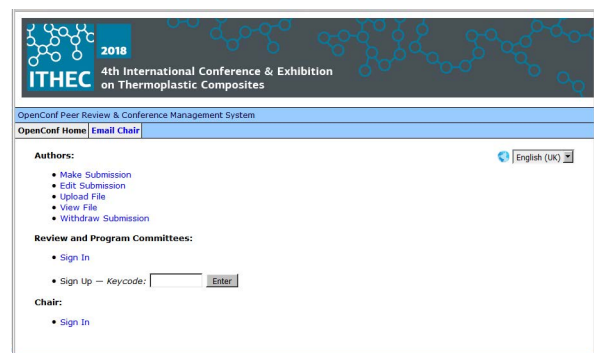 2018
ITHEC
4th International Conference & Exhibition
on Thermoplastic Composites
OpenConf Peer Review & Conference Management System
OpenConf Home Email Chair
Authors:
English (UK)
• Make Submission
• Edit Submission
• Upload File
• View File
• Withdraw Submission
Review and Program Committees:
• Sign In
• Sign Up — Keycode: Enter
Chair:
• Sign In